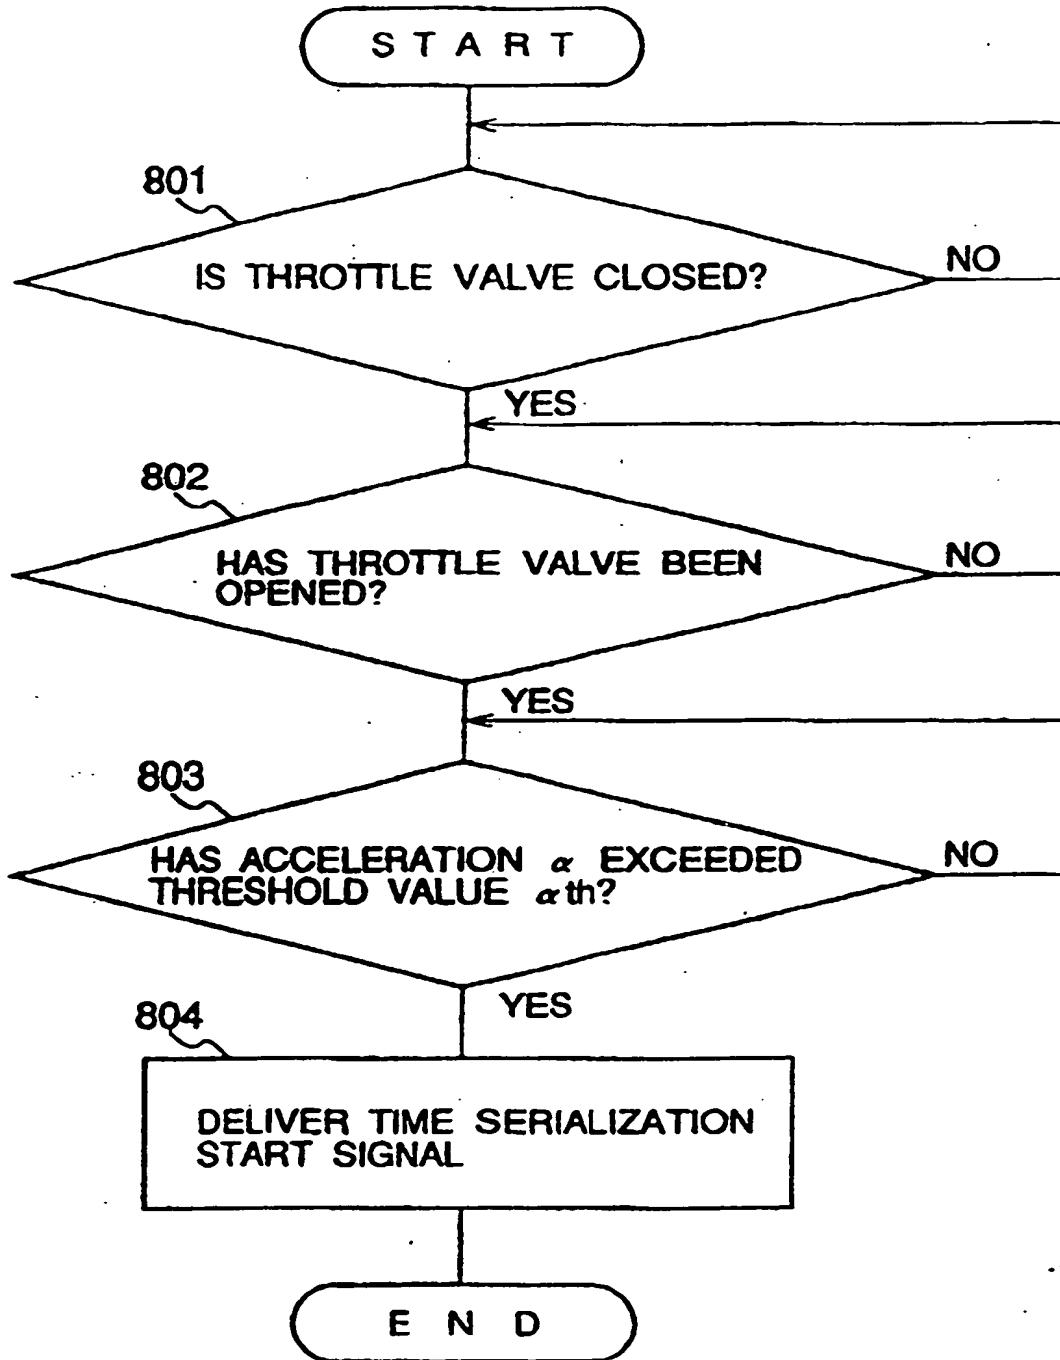 START
801
IS THROTTLE VALVE CLOSED?
NO
YES
802
HAS THROTTLE VALVE BEEN
OPENED?
NO
YES
803
HAS ACCELERATION α EXCEEDED
THRESHOLD VALUE αth?
NO
YES
804
DELIVER TIME SERIALIZATION
START SIGNAL
END